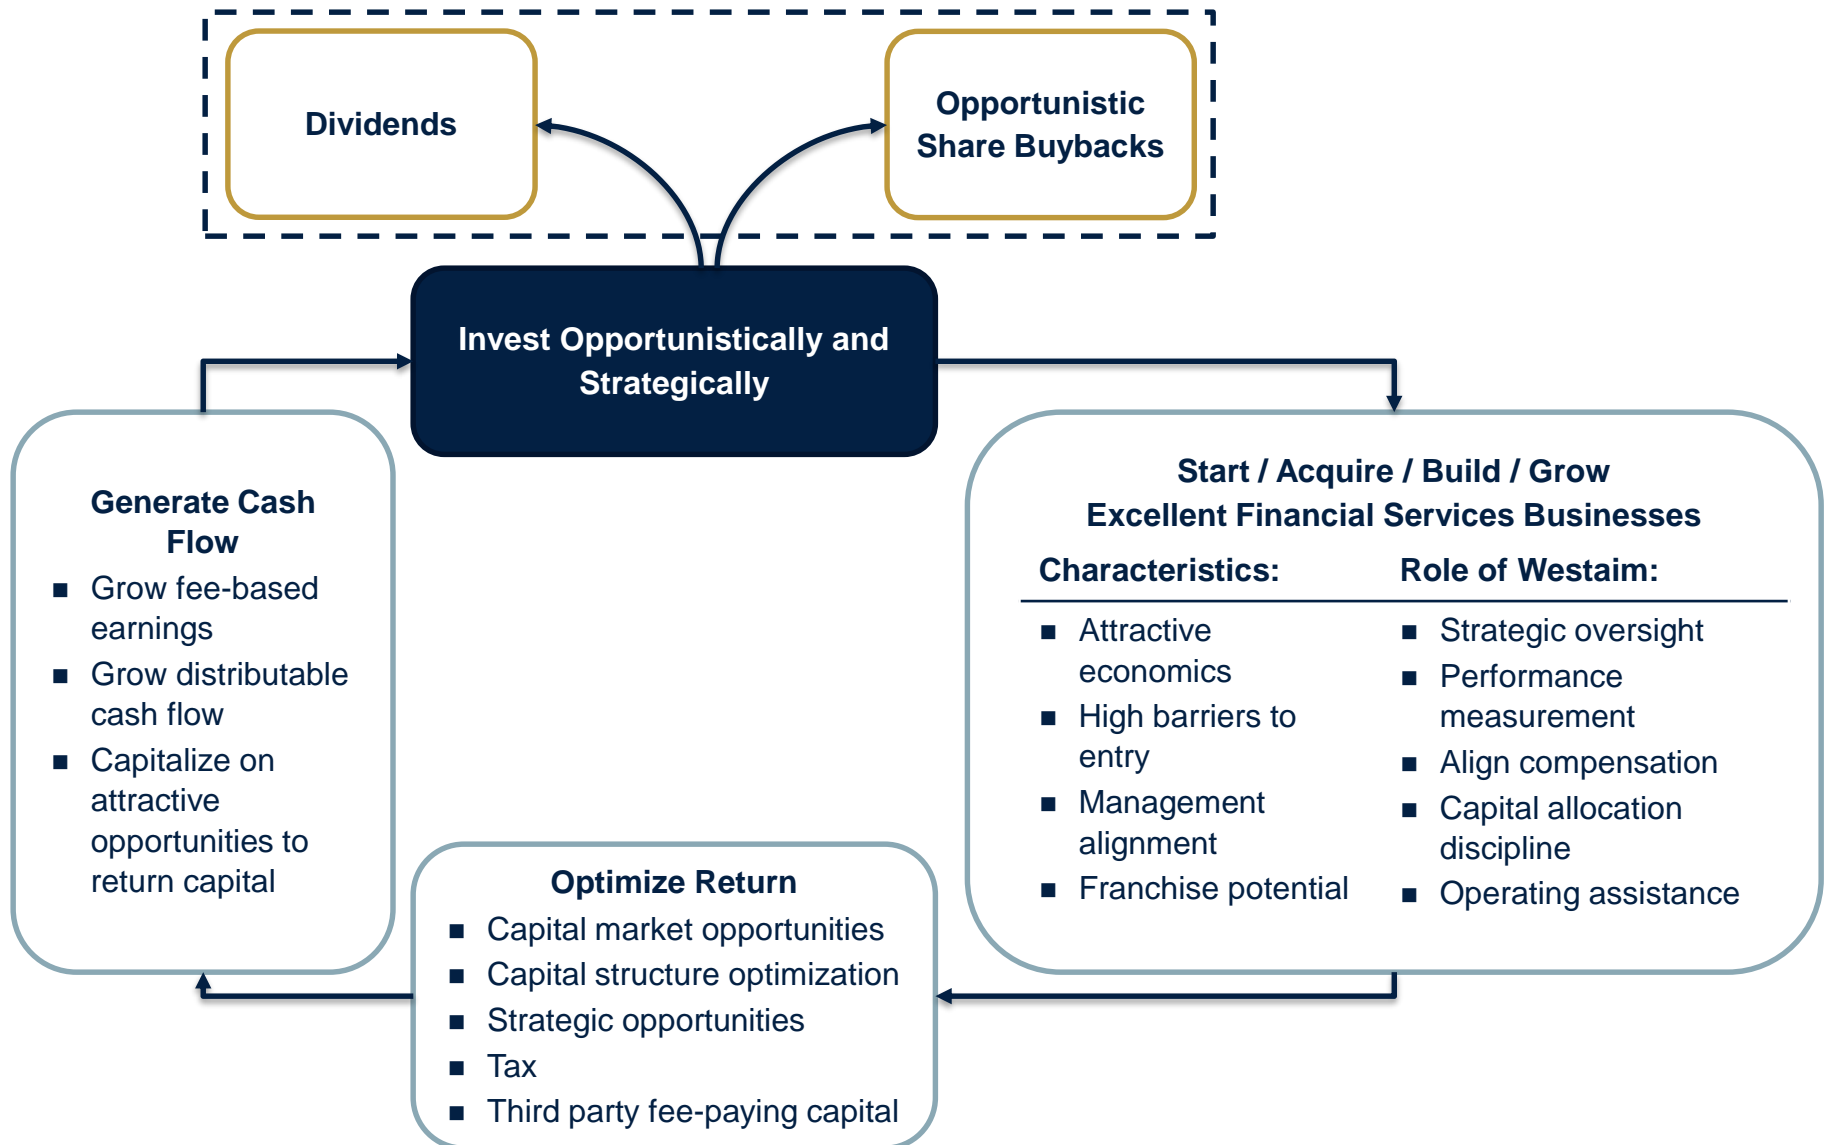 Dividends
Opportunistic
Share Buybacks
Invest Opportunistically and
Strategically
Generate Cash
Flow
■ Grow fee-based
earnings
■ Grow distributable
cash flow
■ Capitalize on
attractive
opportunities to
return capital
Start / Acquire / Build / Grow
Excellent Financial Services Businesses
Characteristics:
■ Attractive
economics
■ High barriers to
entry
■ Management
alignment
■ Franchise potential
Role of Westaim:
■ Strategic oversight
■ Performance
measurement
■ Align compensation
■ Capital allocation
discipline
■ Operating assistance
Optimize Return
■ Capital market opportunities
■ Capital structure optimization
■ Strategic opportunities
■ Tax
■ Third party fee-paying capital